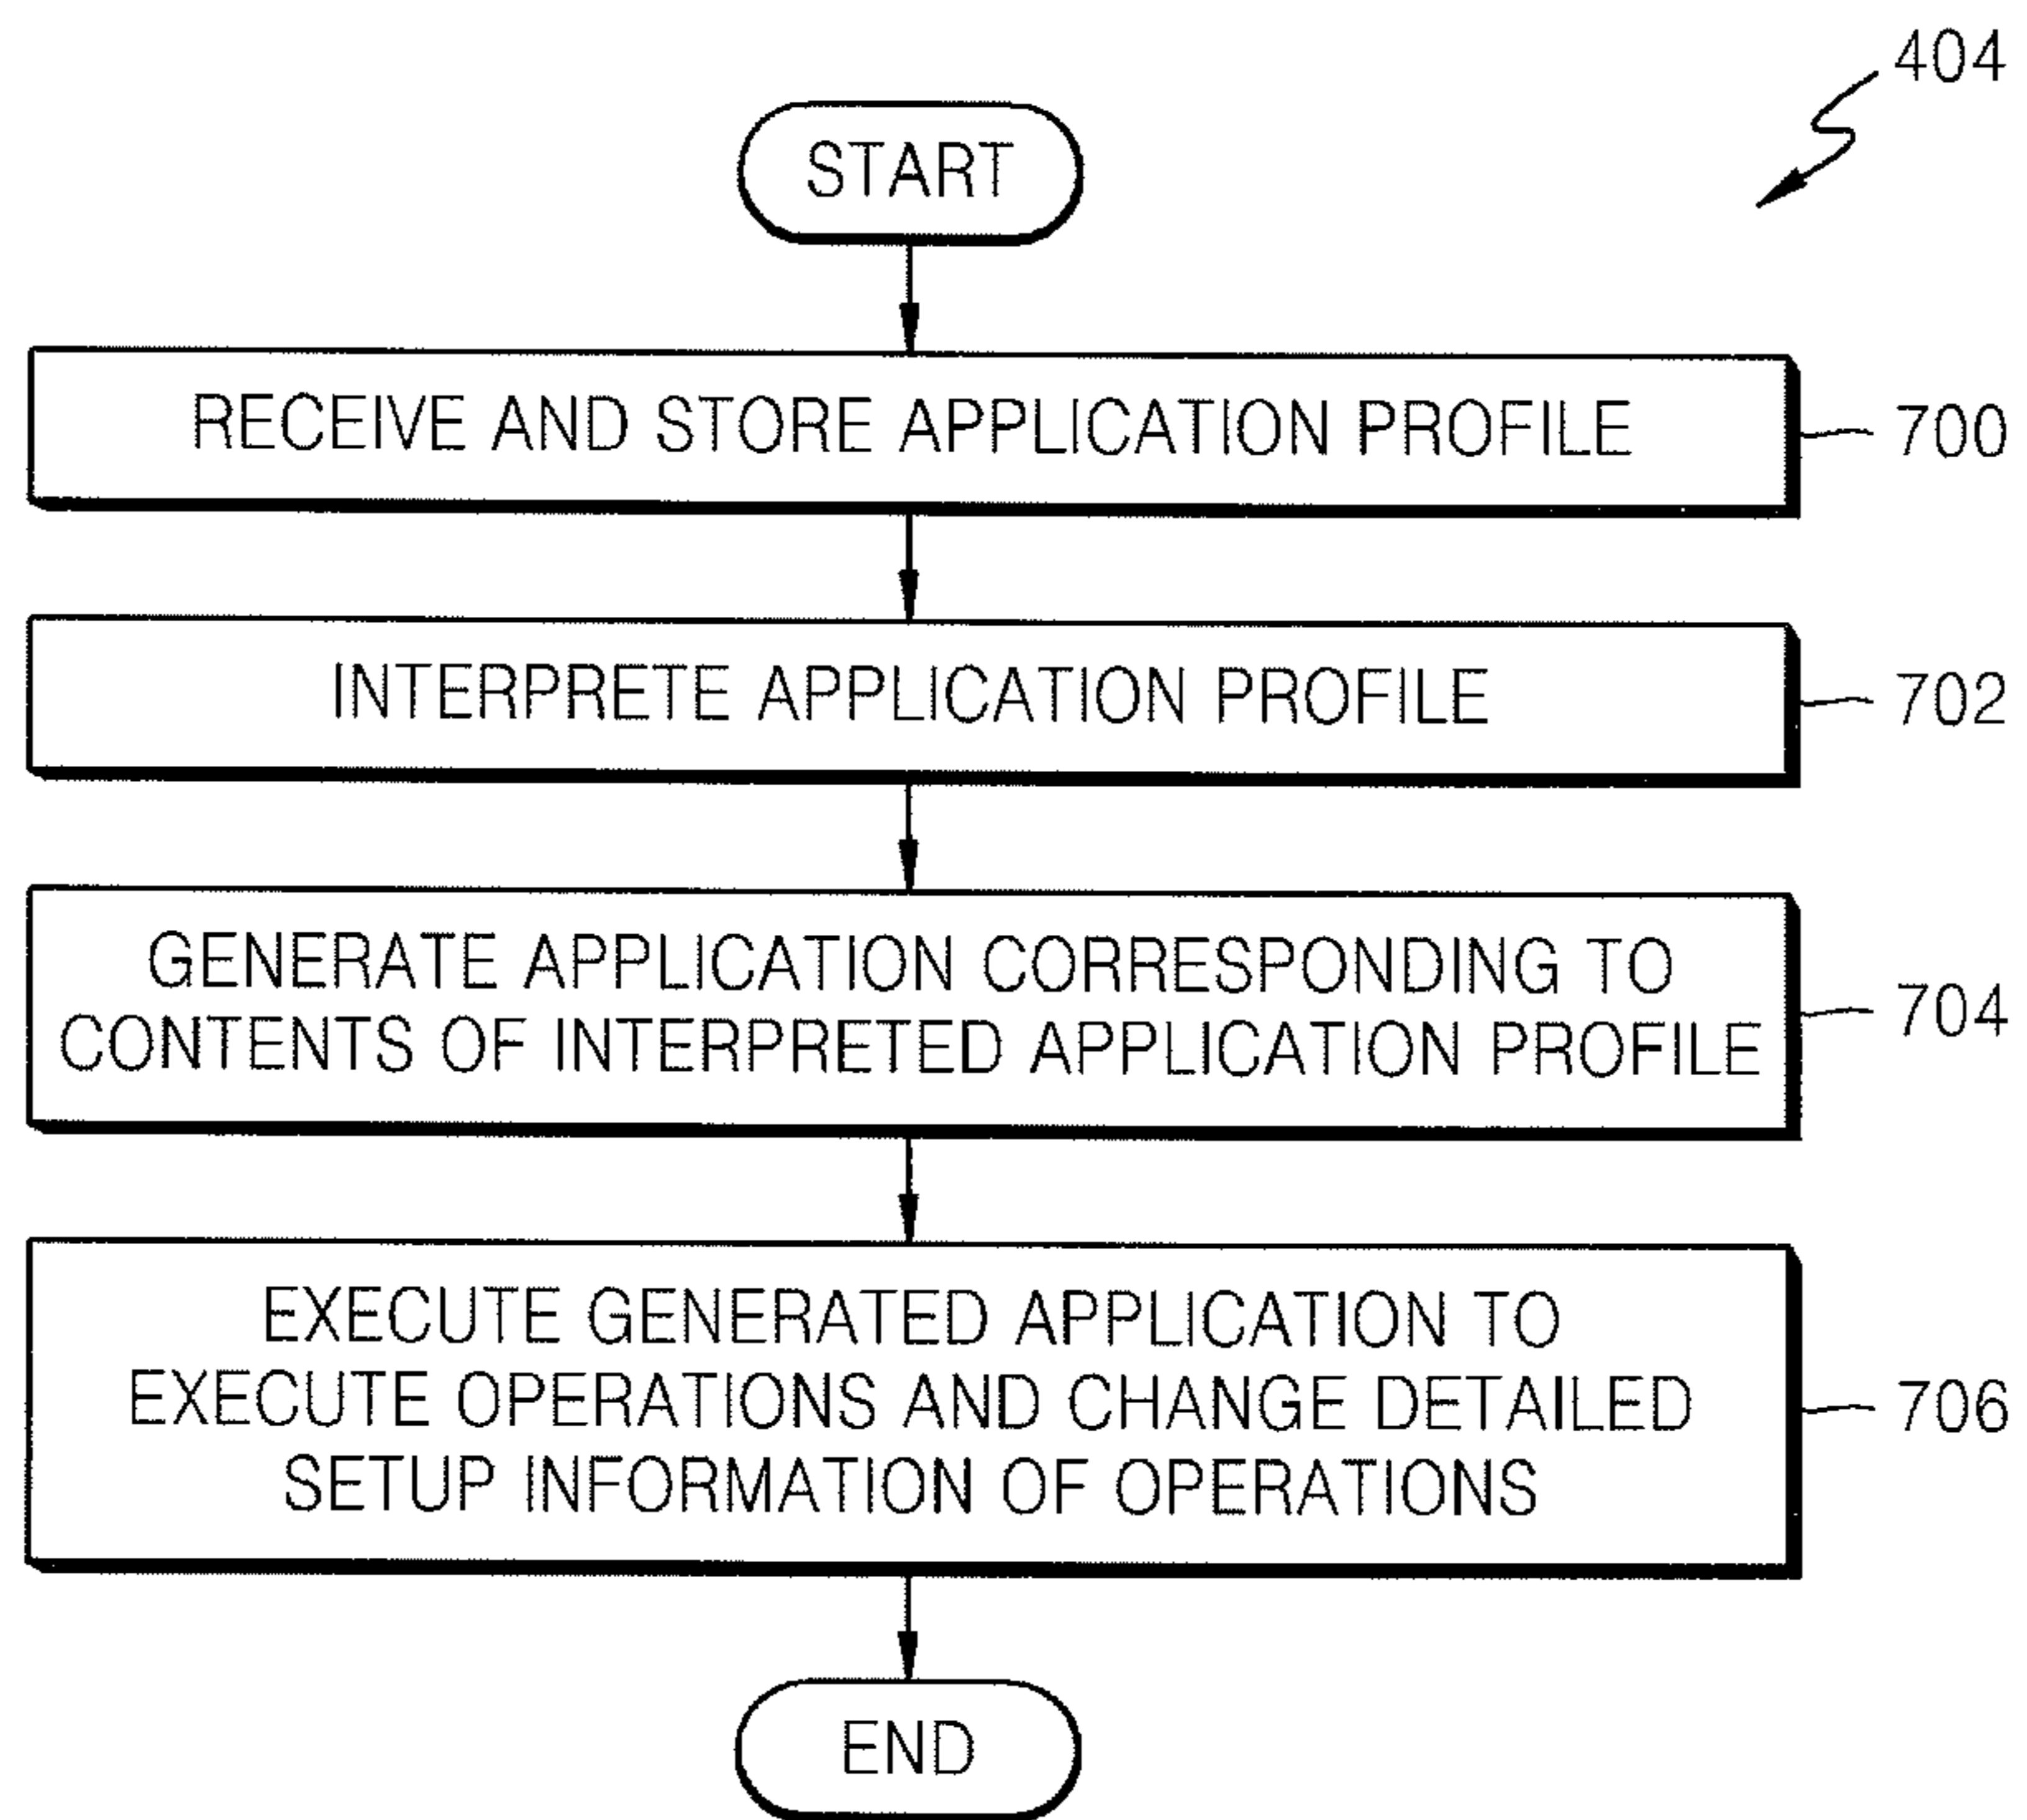 404
START
RECEIVE AND STORE APPLICATION PROFILE
700
INTERPRETE APPLICATION PROFILE
702
GENERATE APPLICATION CORRESPONDING TO
CONTENTS OF INTERPRETED APPLICATION PROFILE
704
EXECUTE GENERATED APPLICATION TO
EXECUTE OPERATIONS AND CHANGE DETAILED
SETUP INFORMATION OF OPERATIONS
706
END